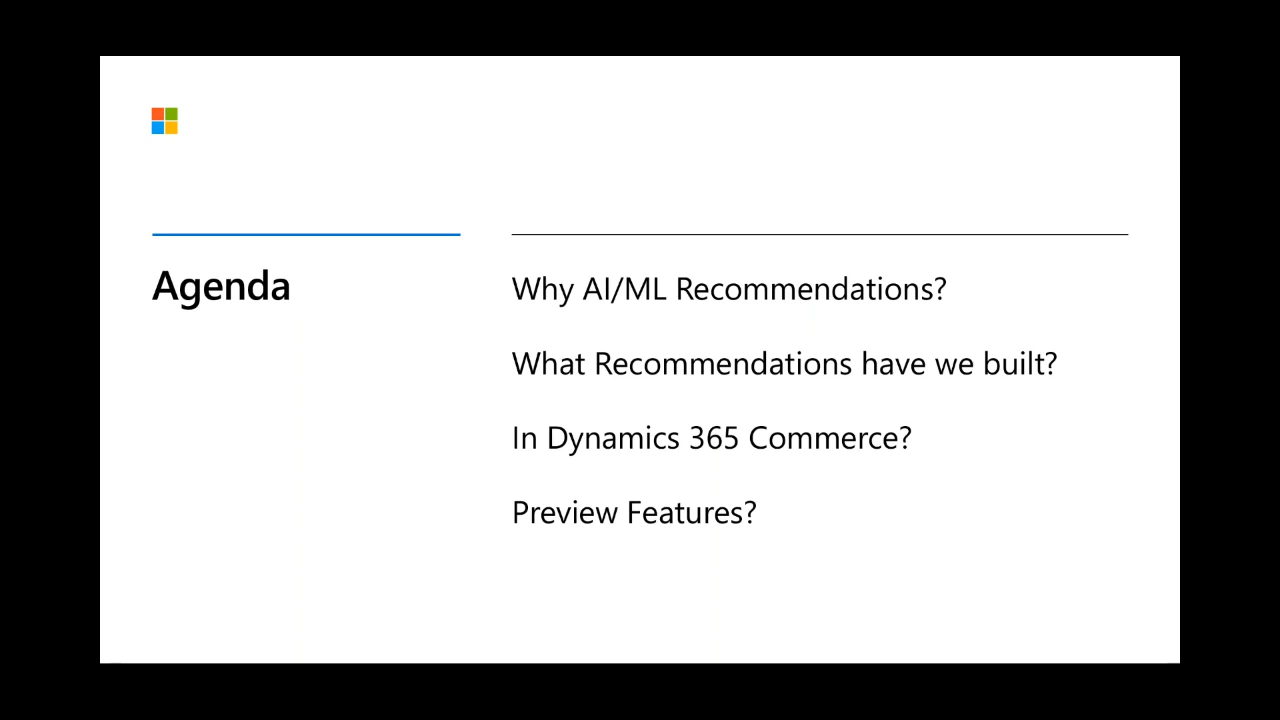 Agenda
Why AI/ML Recommendations?
What Recommendations have we built?
In Dynamics 365 Commerce?
Preview Features?